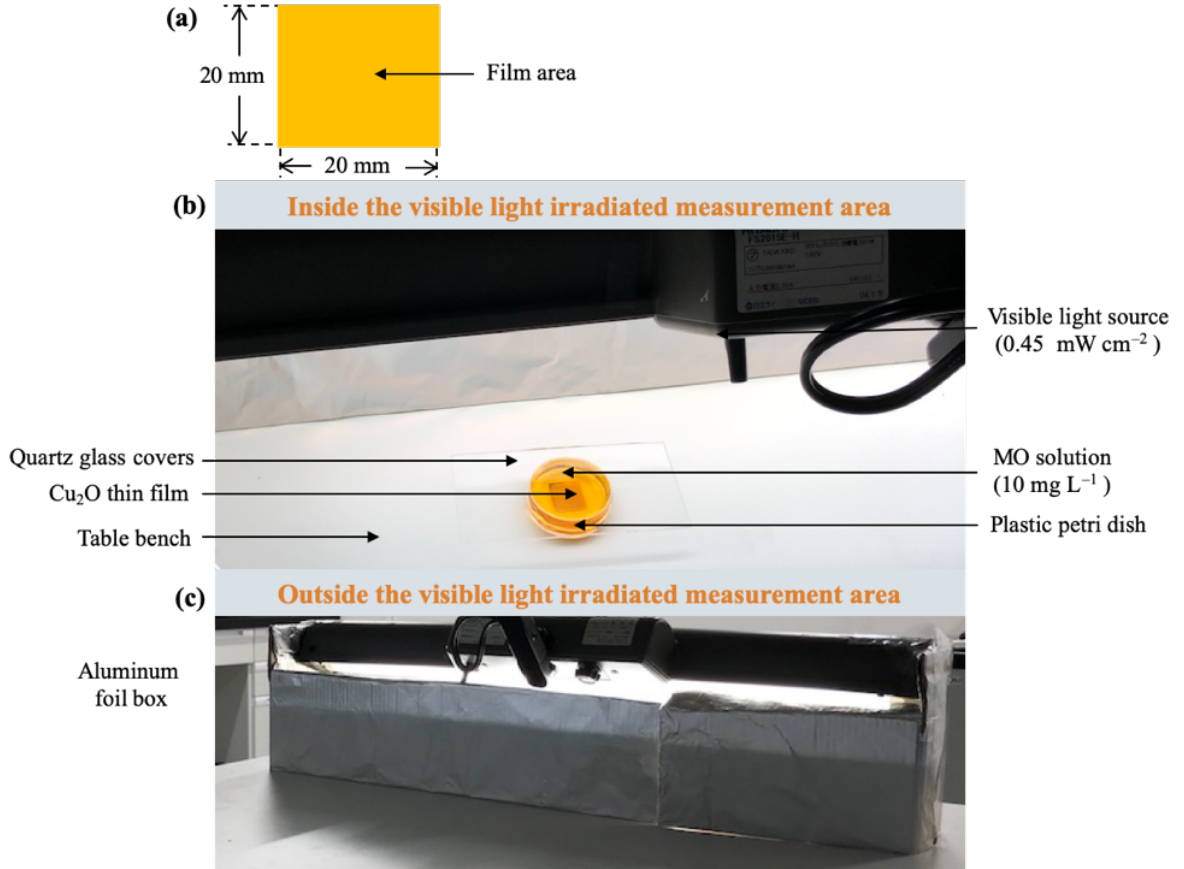 (a)
20 mm
Film area
20 mm
(b)
Inside the visible light irradiated measurement area
FS2015E-H
Visible light source
(0.45 mW cm⁻²)
Quartz glass covers
MO solution
Cu₂O thin film
(10 mg L⁻¹)
Table bench
Plastic petri dish
(c)
Outside the visible light irradiated measurement area
Aluminum
foil box